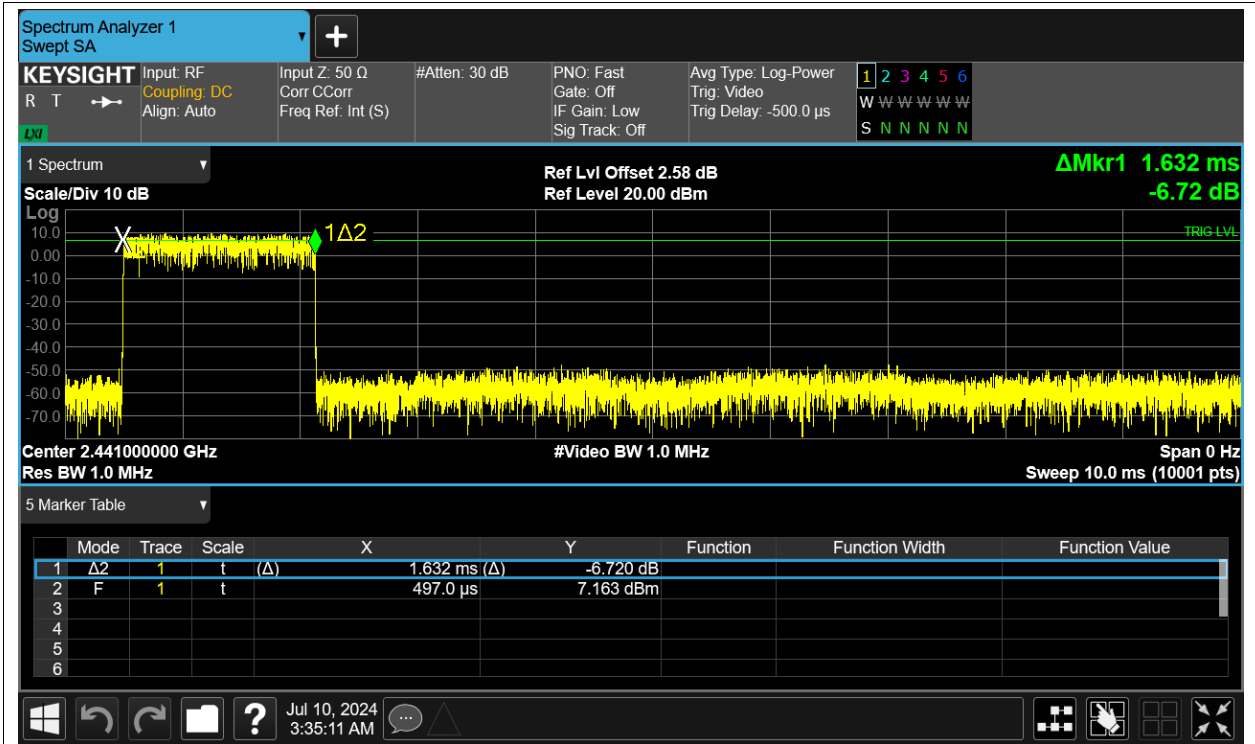 Spectrum Analyzer 1
Swept SA
+
KEYSIGHT
R T
LXI
Input: RF
Coupling: DC
Align: Auto
Input Z: 50 Ω
Corr CCorr
Freq Ref: Int (S)
#Atten: 30 dB
PNO: Fast
Gate: Off
IF Gain: Low
Sig Track: Off
Avg Type: Log-Power
Trig: Video
Trig Delay: -500.0 µs
1 2 3 4 5 6
W W W W W W
S N N N N N
1 Spectrum
Scale/Div 10 dB
Ref Lvl Offset 2.58 dB
Ref Level 20.00 dBm
ΔMkr1 1.632 ms
-6.72 dB
Log
10.0
0.00
-10.0
-20.0
-30.0
-40.0
-50.0
-60.0
-70.0
X
1Δ2
TRIG LVL
Center 2.441000000 GHz
#Video BW 1.0 MHz
Span 0 Hz
Res BW 1.0 MHz
Sweep 10.0 ms (10001 pts)
5 Marker Table
Mode Trace Scale X Y Function Function Width Function Value
1 Δ2 1 t (Δ) 1.632 ms (Δ) -6.720 dB
2 F 1 t 497.0 µs 7.163 dBm
3
4
5
6
?
Jul 10, 2024
3:35:11 AM